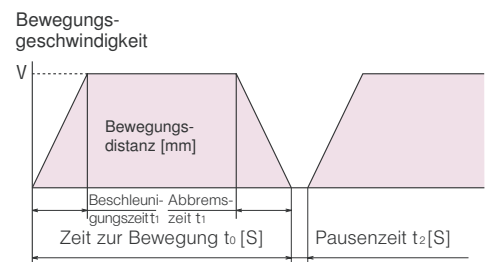 Bewegungs-
geschwindigkeit
V
Bewegungs-
distanz [mm]
Beschleuni- Abbrems-
gungszeit t₁ zeit t₁
Zeit zur Bewegung t₀ [S] Pausenzeit t₂ [S]